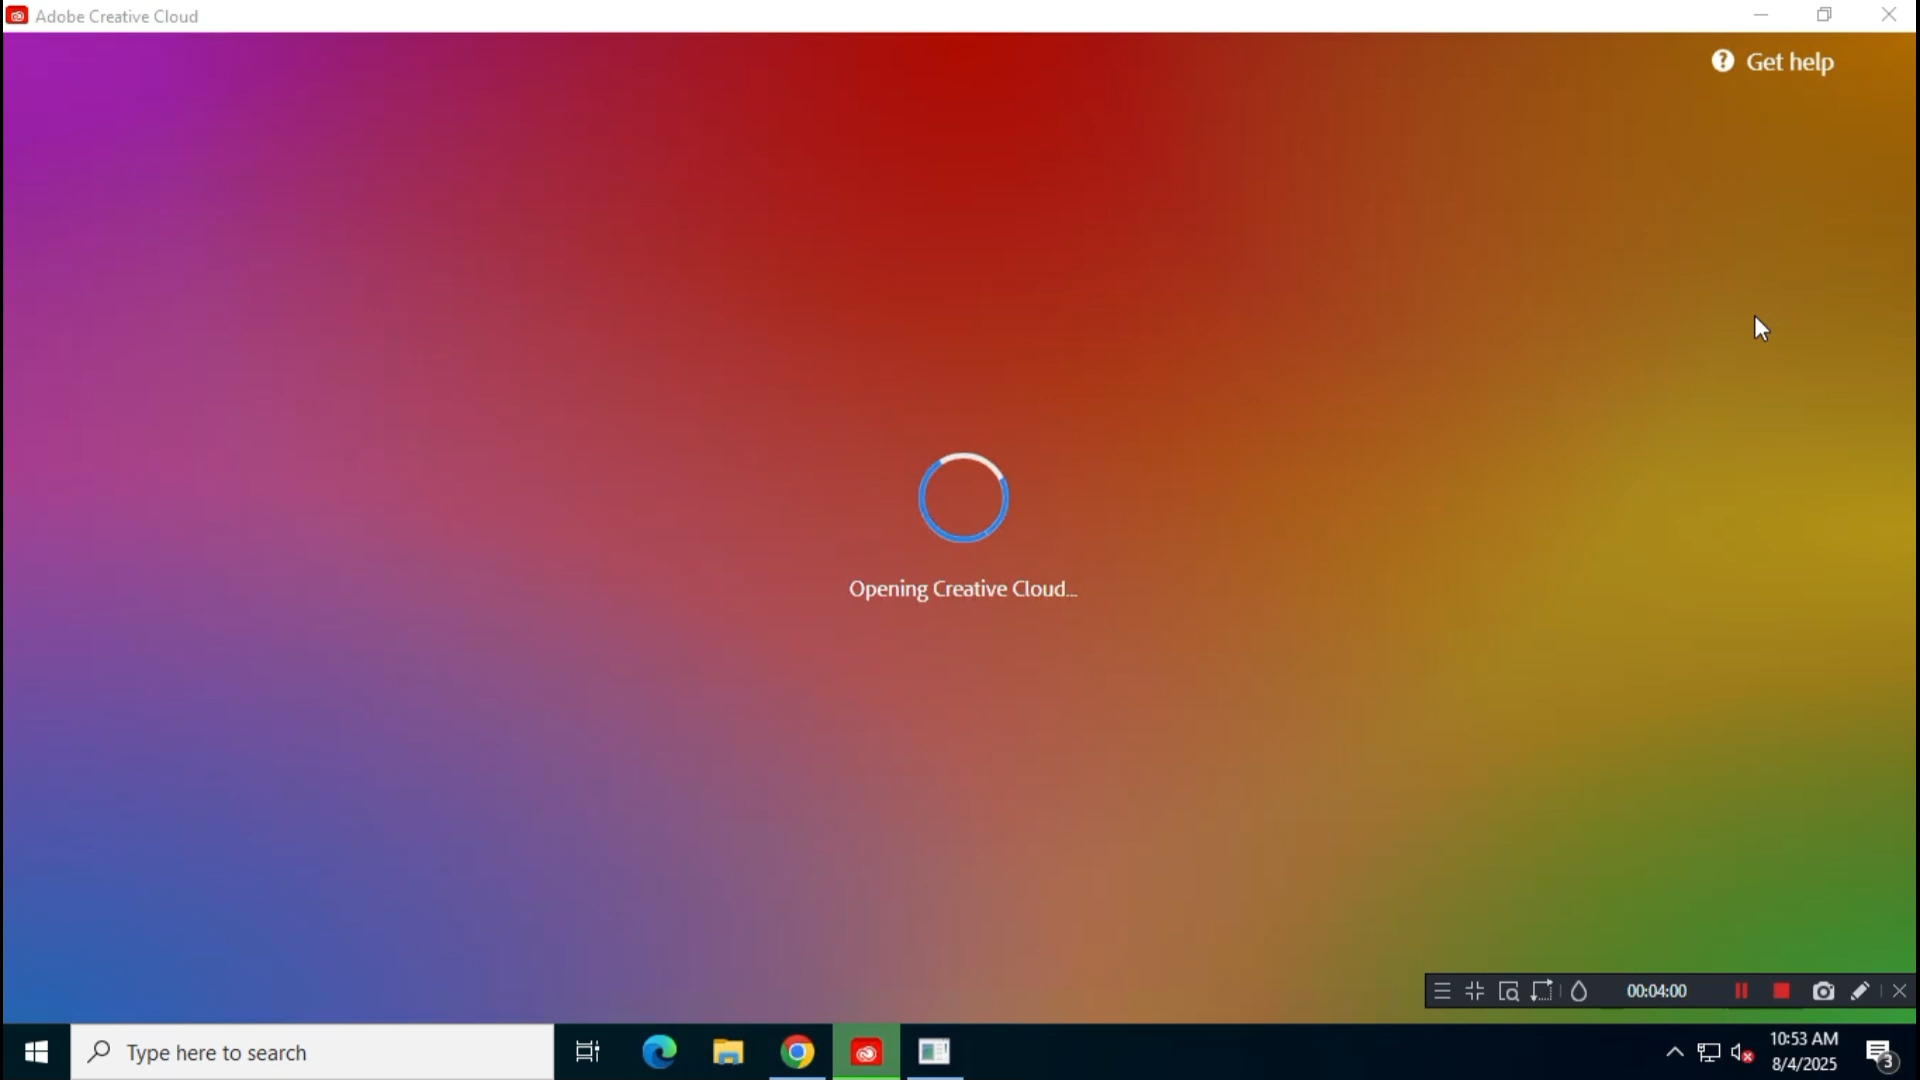 Adobe Creative Cloud
Get help
Opening Creative Cloud...
00:04:00
Type here to search
10:53 AM
8/4/2025
3